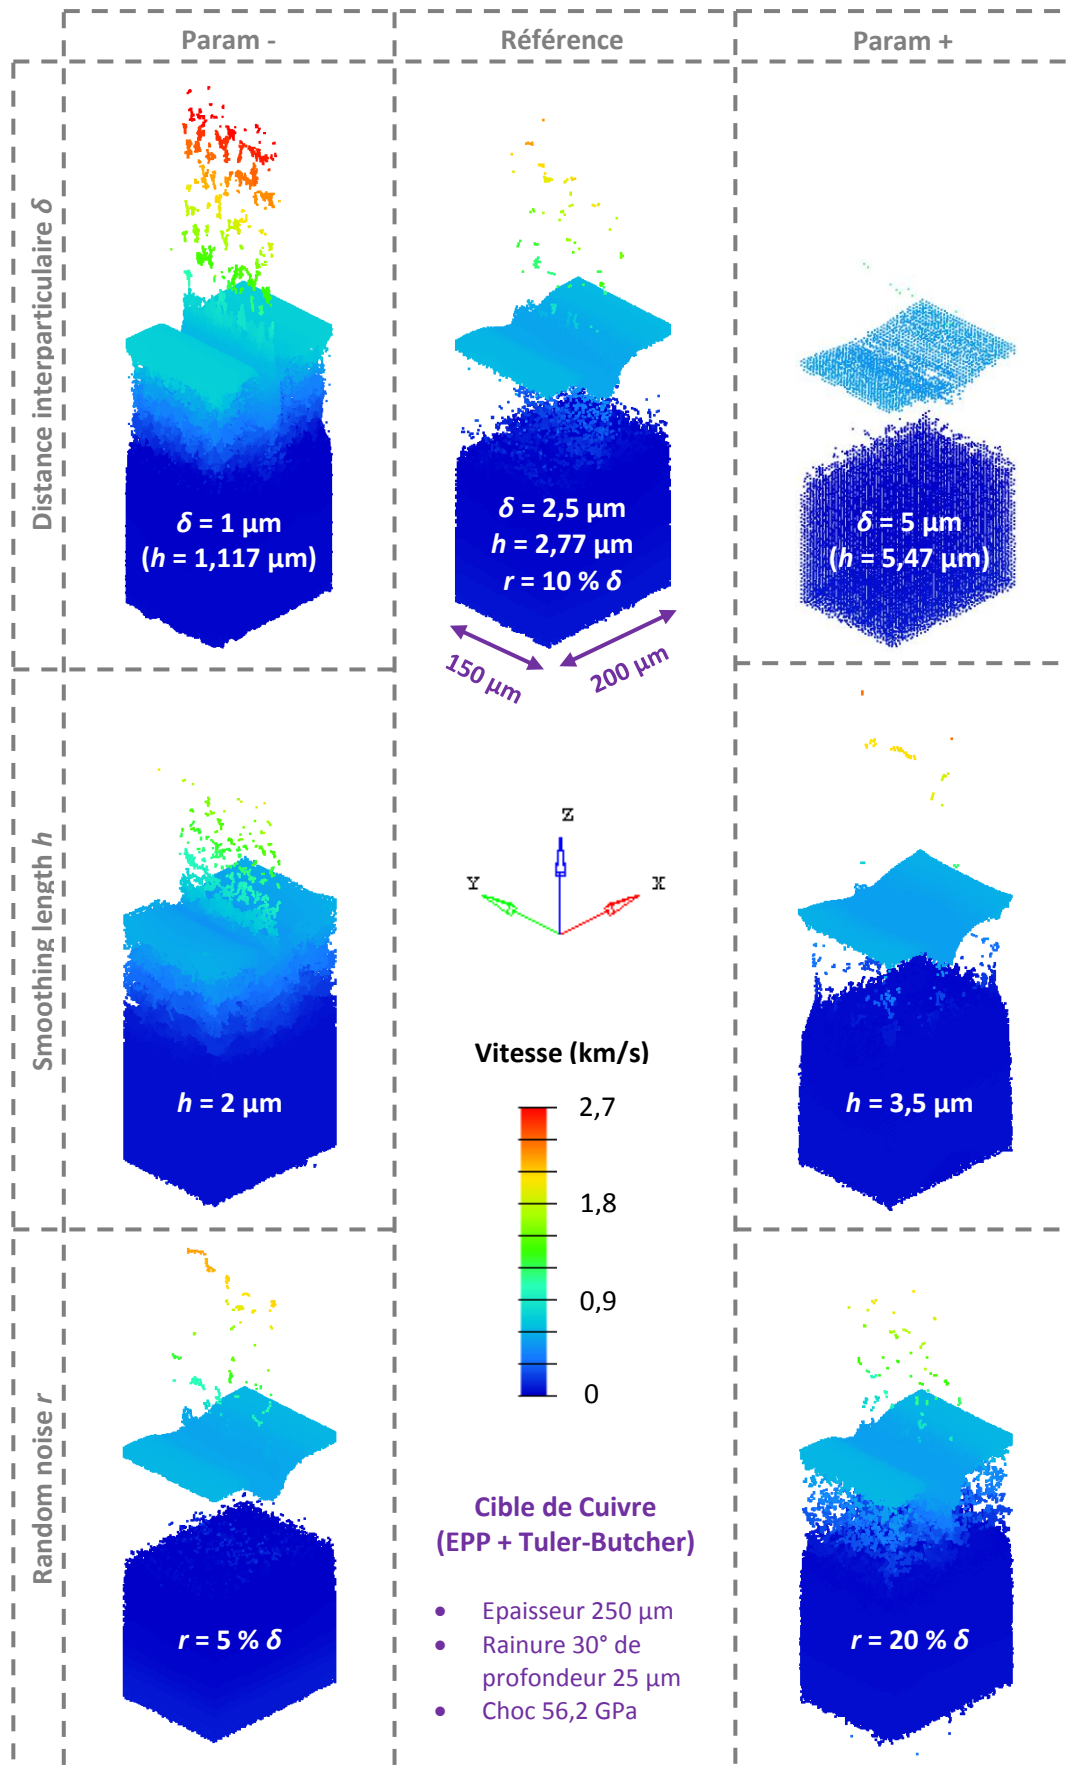 Param -
Référence
Param +
Distance interparticulaire δ
δ = 1 µm
(h = 1,117 µm)
δ = 2,5 µm
h = 2,77 µm
r = 10 % δ
δ = 5 µm
(h = 5,47 µm)
150 µm
200 µm
Smoothing length h
h = 2 µm
Z
Y
X
h = 3,5 µm
Vitesse (km/s)
2,7
1,8
0,9
0
Random noise r
r = 5 % δ
Cible de Cuivre
(EPP + Tuler-Butcher)
• Epaisseur 250 µm
• Rainure 30° de
profondeur 25 µm
• Choc 56,2 GPa
r = 20 % δ